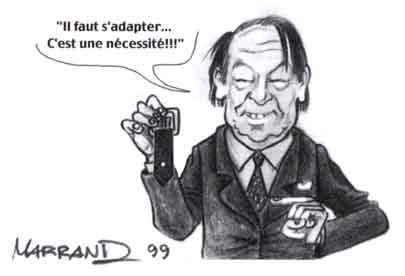 "Il faut s'adapter...
C'est une nécessité!!!"
MARRAND 99